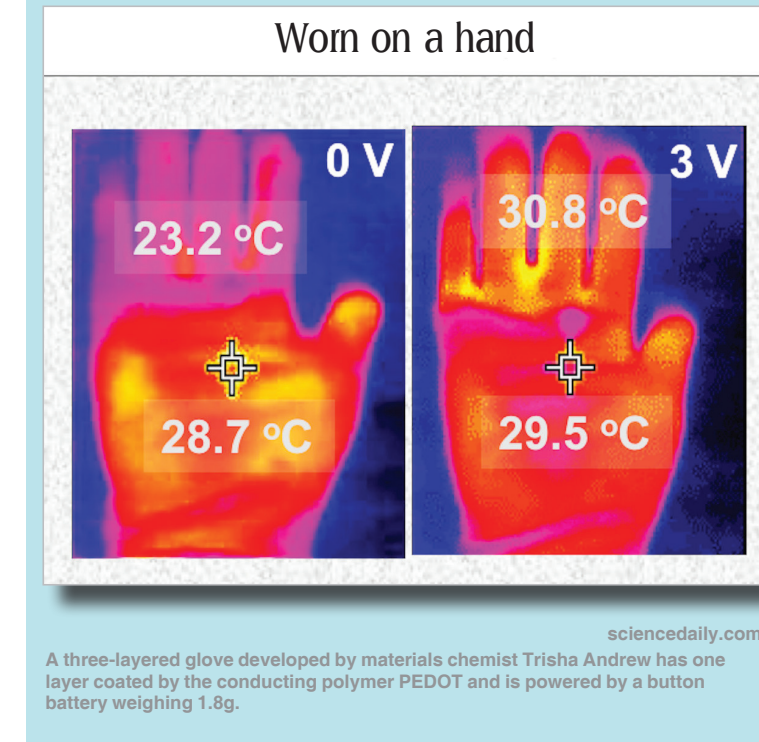 Worn on a hand
0 V
3 V
23.2 °C
30.8 °C
28.7 °C
29.5 °C
sciencedaily.com
A three-layered glove developed by materials chemist Trisha Andrew has one
layer coated by the conducting polymer PEDOT and is powered by a button
battery weighing 1.8g.